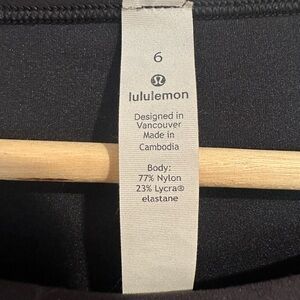 6
lululemon
Designed in
Vancouver
Made in
Cambodia
Body:
77% Nylon
23% Lycra®
elastane